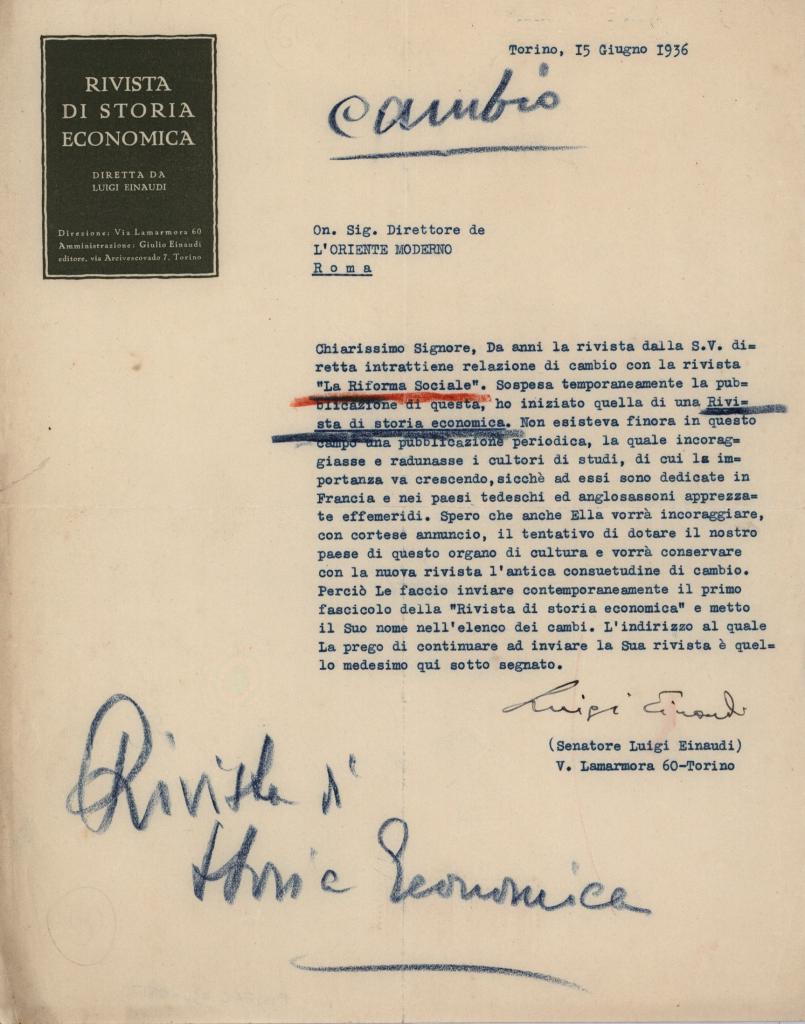 RIVISTA
DI STORIA
ECONOMICA
DIRETTA DA
LUIGI EINAUDI
Direzione: Via Lamarmora 60
Amministrazione: Giulio Einaudi
editore, via Arcivescovado 7, Torino
Torino, 15 Giugno 1936
Cambio
On. Sig. Direttore de
L'ORIENTE MODERNO
Roma
Chiarissimo Signore, Da anni la rivista dalla S.V. di=
retta intrattiene relazione di cambio con la rivista
"La Riforma Sociale". Sospesa temporaneamente la pub=
blicazione di questa, ho iniziato quella di una Rivi=
sta di storia economica. Non esisteva finora in questo
campo una pubblicazione periodica, la quale incorag=
giasse e radunasse i cultori di studi, di cui la im=
portanza va crescendo, sicchè ad essi sono dedicate in
Francia e nei paesi tedeschi ed anglosassoni apprezza=
te effemeridi. Spero che anche Ella vorrà incoraggiare,
con cortese annuncio, il tentativo di dotare il nostro
paese di questo organo di cultura e vorrà conservare
con la nuova rivista l'antica consuetudine di cambio.
Perciò Le faccio inviare contemporaneamente il primo
fascicolo della "Rivista di storia economica" e metto
il Suo nome nell'elenco dei cambi. L'indirizzo al quale
La prego di continuare ad inviare la Sua rivista è quel=
lo medesimo qui sotto segnato.
Luigi Einaudi
(Senatore Luigi Einaudi)
V. Lamarmora 60-Torino
Rivista di
Storia Economica